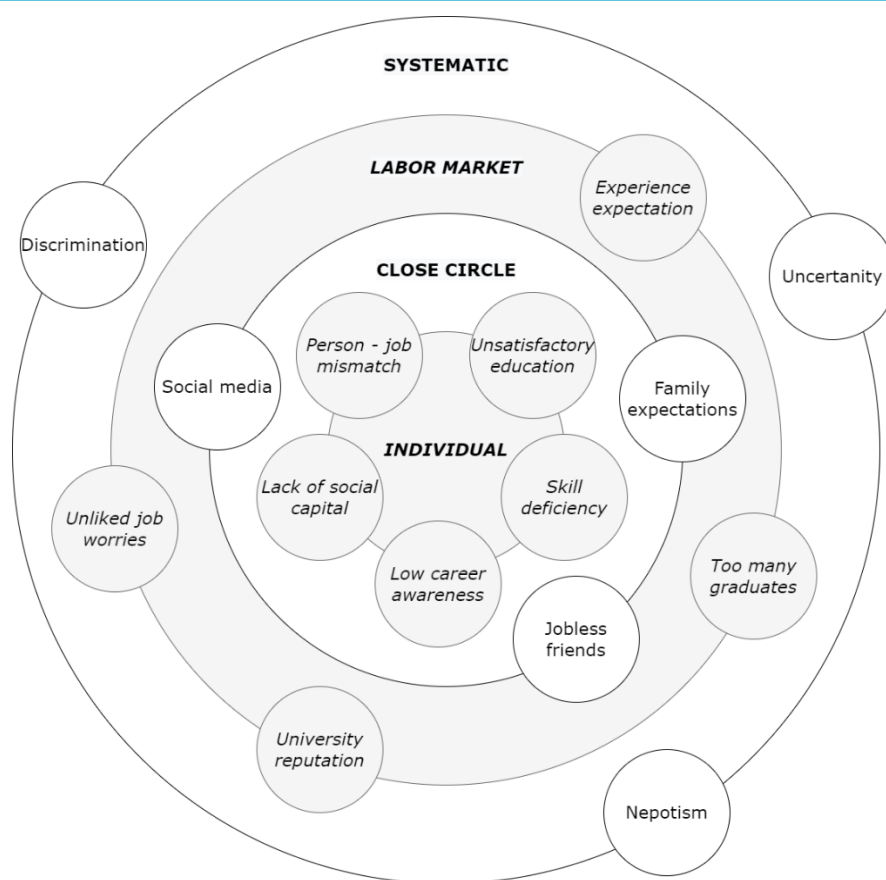 SYSTEMATIC
LABOR MARKET
Experience
expectation
Discrimination
Uncertanity
CLOSE CIRCLE
Person - job
mismatch
Unsatisfactory
education
Social media
Family
expectations
INDIVIDUAL
Lack of social
capital
Skill
deficiency
Unliked job
worries
Low career
awareness
Too many
graduates
Jobless
friends
University
reputation
Nepotism